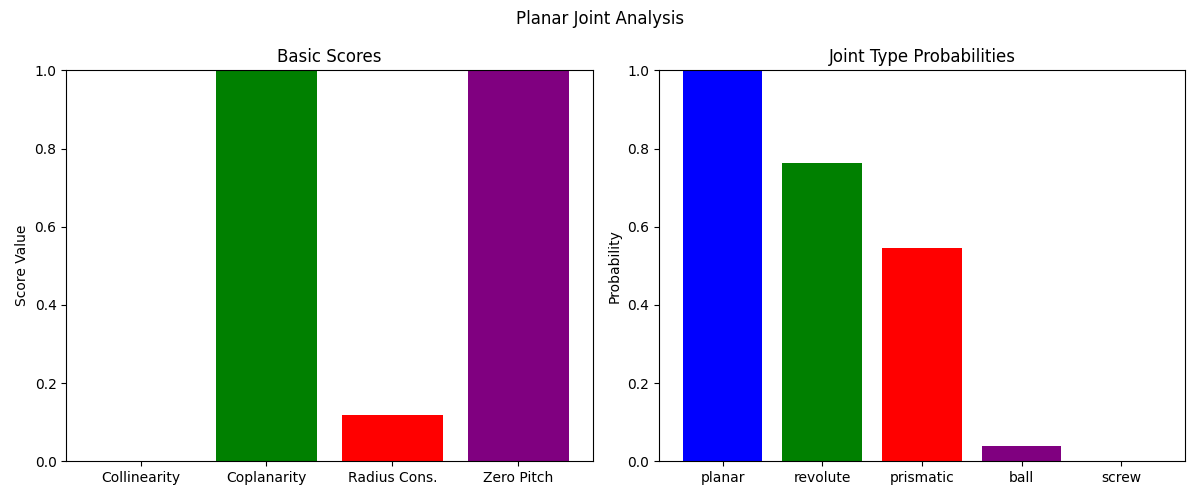 Planar Joint Analysis
Basic Scores
1.0
0.8
0.6
0.4
0.2
0.0
Score Value
Collinearity
Coplanarity
Radius Cons.
Zero Pitch
Joint Type Probabilities
1.0
0.8
0.6
0.4
0.2
0.0
Probability
planar
revolute
prismatic
ball
screw